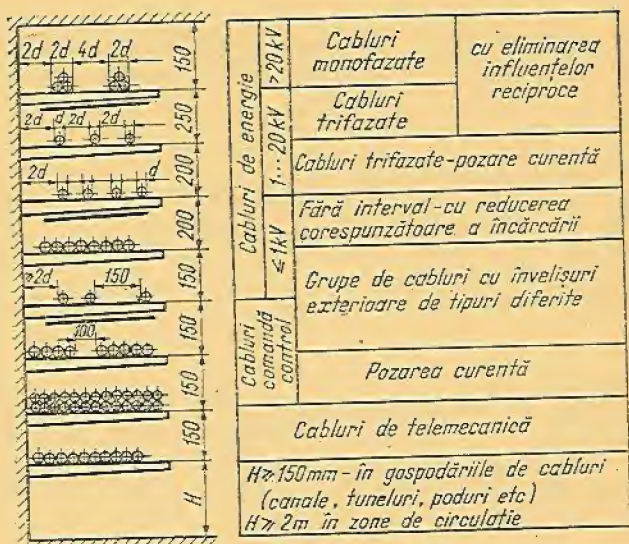 2d 2d 4d 2d
150
2d d 2d 2d
250
2d d
200
200
≥2d 150
150
100
150
150
150
H
Cabluri de energie
>20kV
1...20kV
≤1kV
Cabluri
comandă
control
Cabluri
monofazate
cu eliminarea
influențelor
reciproce
Cabluri
trifazate
Cabluri trifazate-pozare curentă
Fără interval-cu reducerea
corespunzătoare a încărcării
Grupe de cabluri cu învelișuri
exterioare de tipuri diferite
Pozarea curentă
Cabluri de telemecanică
H≥150mm-în gospodăriile de cabluri
(canale, tuneluri, poduri etc)
H≥2m în zone de circulatie